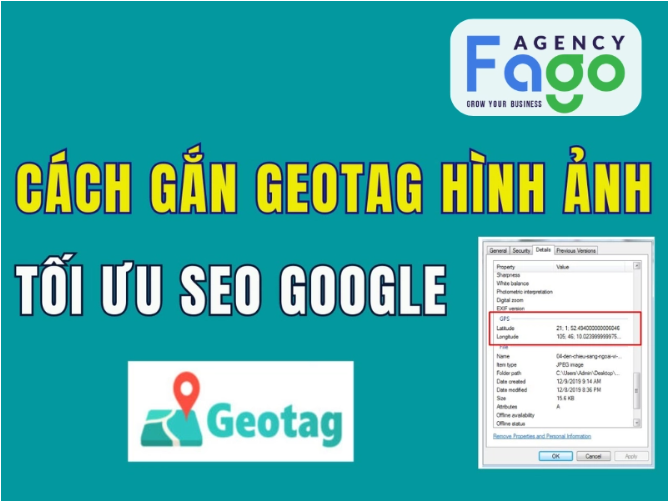 AGENCY
Fago
GROW YOUR BUSINESS
CÁCH GẮN GEOTAG HÌNH ẢNH
TỐI ƯU SEO GOOGLE
Geotag
General Security Details Previous Versions
Property Value
Sharpness
White balance
Photometric interpretation
Digital zoom
EXIF version
GPS
Latitude 21; 1; 52.494000000006046
Longitude 105; 46; 18.023999999975...
File
Name 04-den-chieu-sang-ngoai-vi-...
Item type JPEG image
Folder path C:\Users\Admin\Desktop\...
Date created 12/9/2019 9:14 AM
Date modified 12/8/2019 8:36 PM
Size 15.6 KB
Attributes A
Offline availability
Offline status
Remove Properties and Personal Information
OK Cancel Apply